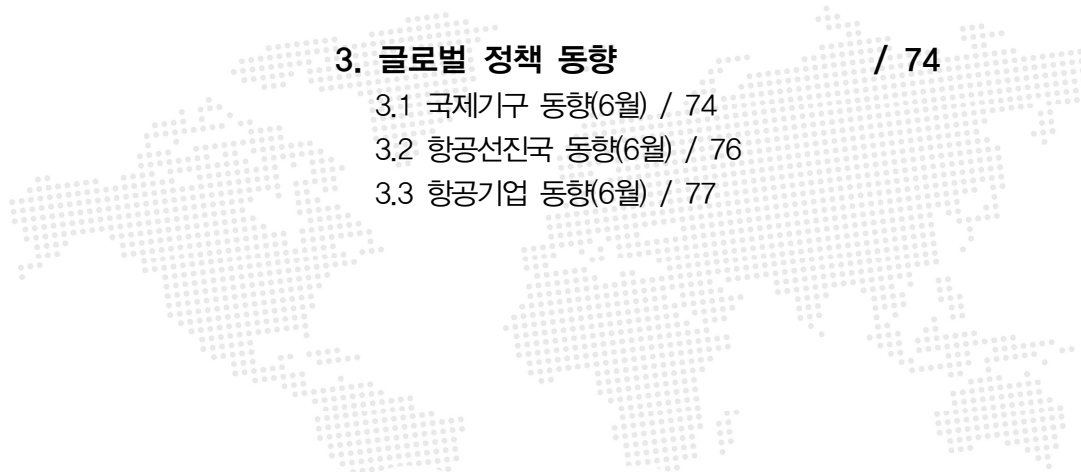 3. 글로벌 정책 동향 / 74
3.1 국제기구 동향(6월) / 74
3.2 항공선진국 동향(6월) / 76
3.3 항공기업 동향(6월) / 77